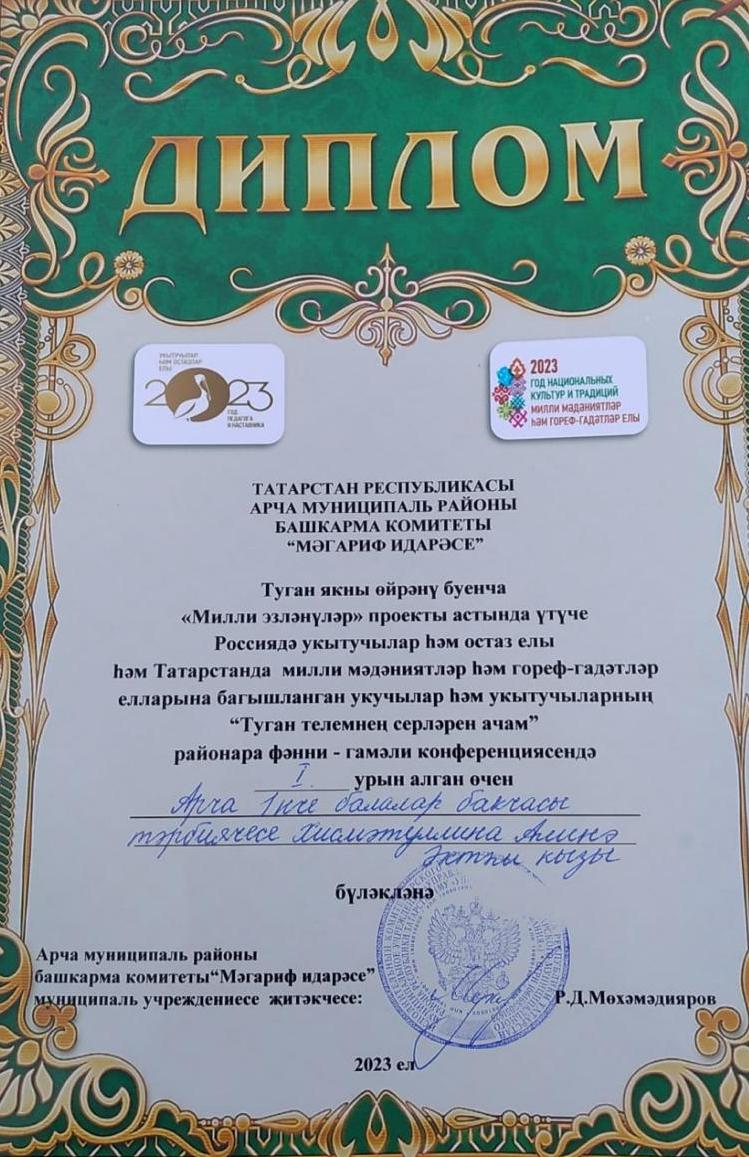 ДИПЛОМ
УКЫТУЧЫЛАР
ҺӘМ ОСТАЗЛАР
ЕЛЫ
2023
ГОД
ПЕДАГОГА
И НАСТАВНИКА
2023
ГОД НАЦИОНАЛЬНЫХ
КУЛЬТУР И ТРАДИЦИЙ
МИЛЛИ МӘДӘНИЯТЛӘР
ҺӘМ ГОРЕФ-ГАДӘТЛӘР ЕЛЫ
ТАТАРСТАН РЕСПУБЛИКАСЫ
АРЧА МУНИЦИПАЛЬ РАЙОНЫ
БАШКАРМА КОМИТЕТЫ
“МӘГАРИФ ИДАРӘСЕ”
Туган якны өйрәнү буенча
«Милли эзләнүләр» проекты астында үтүче
Россиядә укытучылар һәм остаз елы
һәм Татарстанда милли мәдәниятләр һәм гореф-гадәтләр
елларына багышланган укучылар һәм укытучыларның
“Туган телемнең серләрен ачам”
районара фәнни - гамәли конференциясендә
I урын алган өчен
Арча 1нче балалар бакчасы
тәрбиячесе Хисмәтуллина Алинә
кызы
бүләкләнә
Арча муниципаль районы
башкарма комитеты“Мәгариф идарәсе”
муниципаль учреждениесе җитәкчесе: Р.Д.Мөхәмәдияров
2023 ел